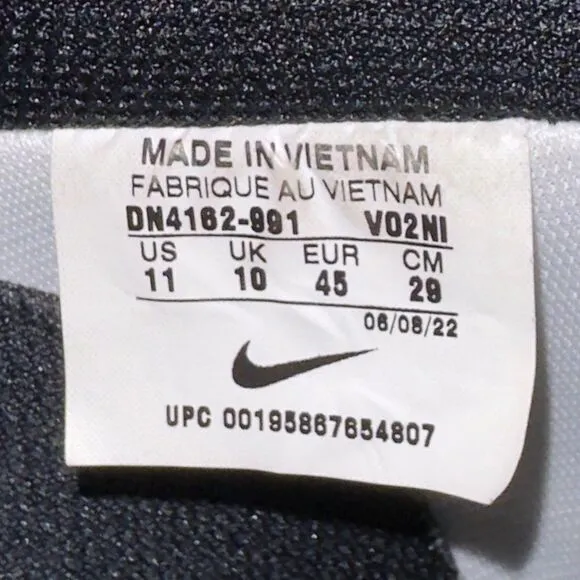 MADE IN VIETNAM
FABRIQUE AU VIETNAM
DN4162-991 V02NI
US UK EUR CM
11 10 45 29
06/08/22
UPC 00195867654807